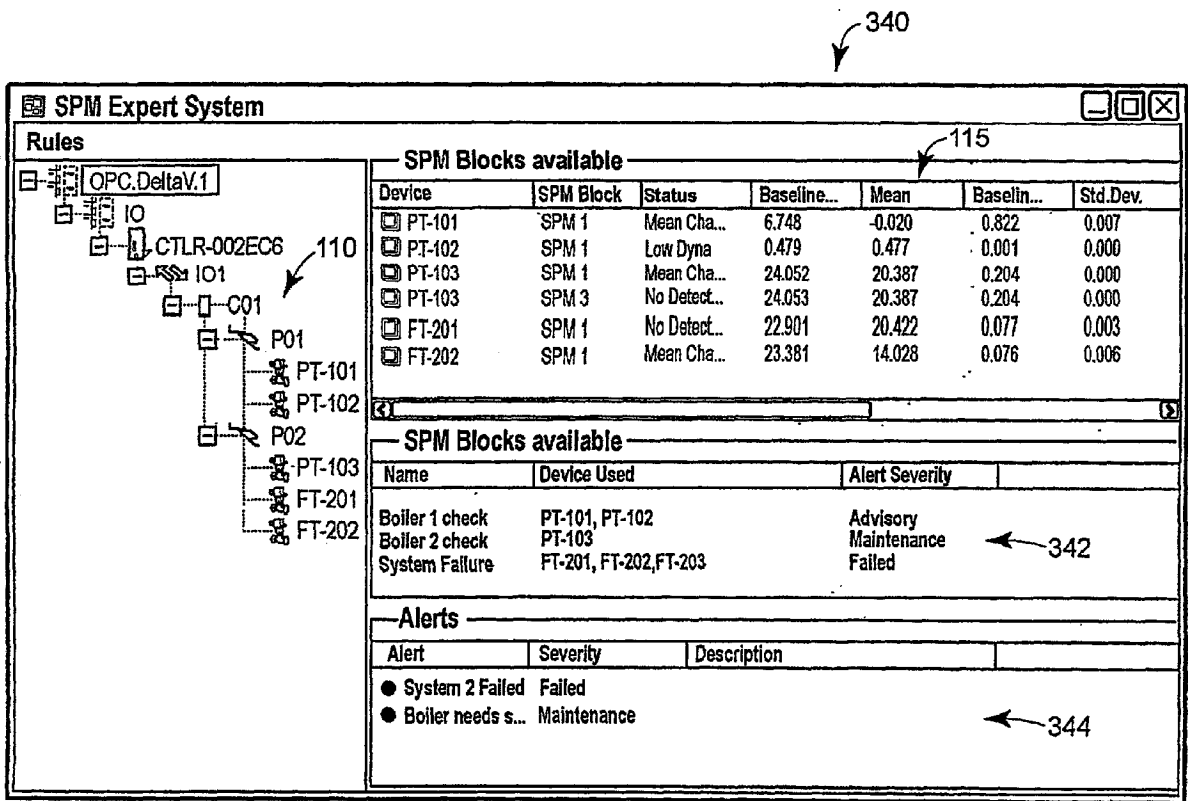 340
SPM Expert System
Rules
115
OPC.DeltaV.1
IO
CTLR-002EC6
110
IO1
C01
P01
PT-101
PT-102
P02
PT-103
FT-201
FT-202
SPM Blocks available
Device SPM Block Status Baseline... Mean Baselin... Std.Dev.
PT-101 SPM 1 Mean Cha... 6.748 -0.020 0.822 0.007
PT-102 SPM 1 Low Dyna 0.479 0.477 0.001 0.000
PT-103 SPM 1 Mean Cha... 24.052 20.387 0.204 0.000
PT-103 SPM 3 No Detect... 24.053 20.387 0.204 0.000
FT-201 SPM 1 No Detect... 22.901 20.422 0.077 0.003
FT-202 SPM 1 Mean Cha... 23.381 14.028 0.076 0.006
SPM Blocks available
Name Device Used Alert Severity
Boiler 1 check PT-101, PT-102 Advisory
Boiler 2 check PT-103 Maintenance
System Failure FT-201, FT-202,FT-203 Failed
342
Alerts
Alert Severity Description
System 2 Failed Failed
Boiler needs s... Maintenance
344